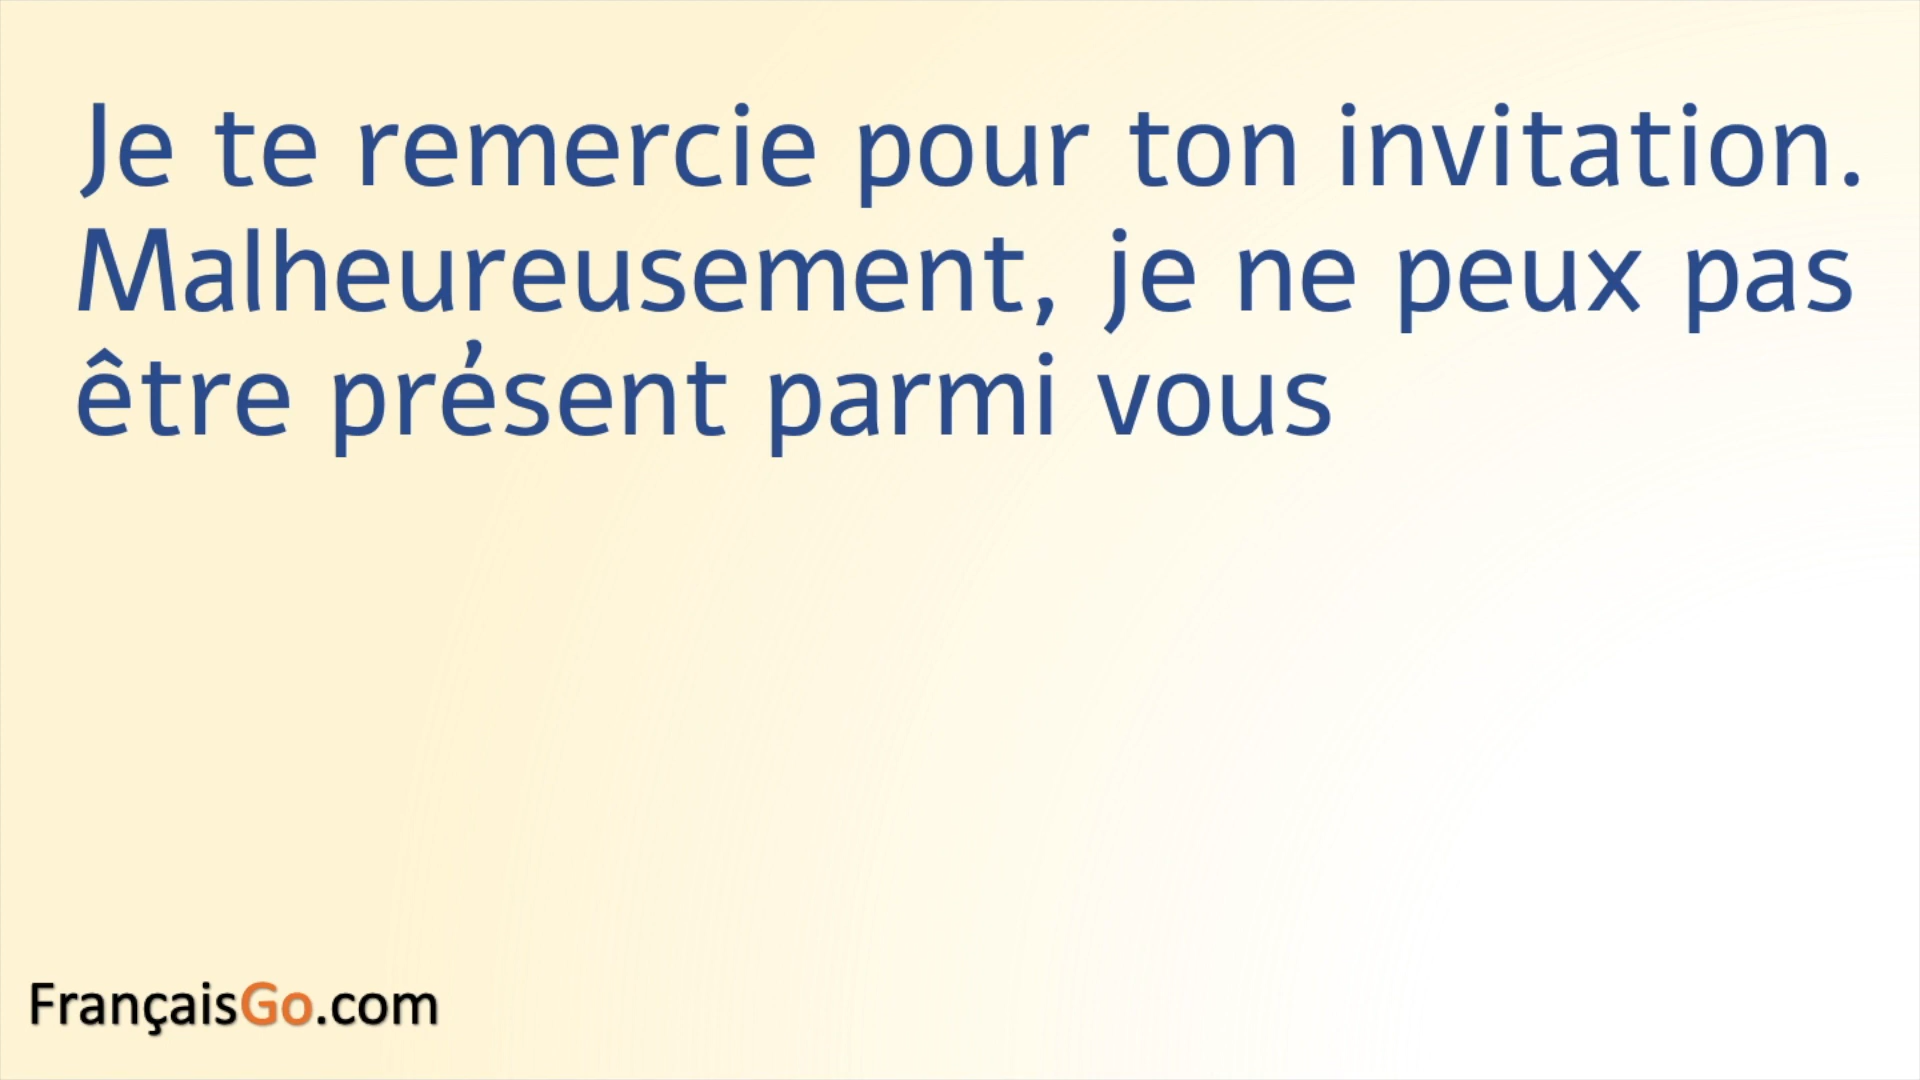 Je te remercie pour ton invitation.
Malheureusement, je ne peux pas
être présent parmi vous
FrançaisGo.com